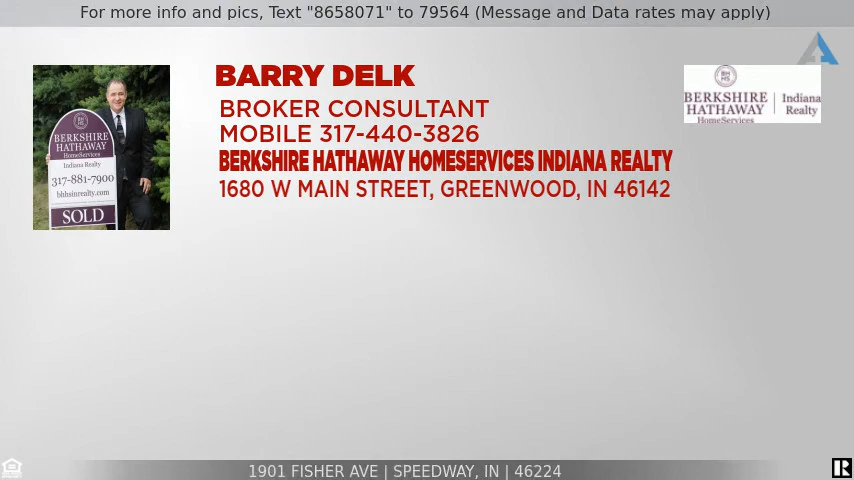 For more info and pics, Text "8658071" to 79564 (Message and Data rates may apply)
BARRY DELK
BROKER CONSULTANT
MOBILE 317-440-3826
BERKSHIRE HATHAWAY HOMESERVICES INDIANA REALTY
1680 W MAIN STREET, GREENWOOD, IN 46142
BERKSHIRE
HATHAWAY
HomeServices
Indiana
Realty
BERKSHIRE
HATHAWAY
HomeServices
Indiana Realty
317-881-7900
bhhsinrealty.com
SOLD
1901 FISHER AVE | SPEEDWAY, IN | 46224